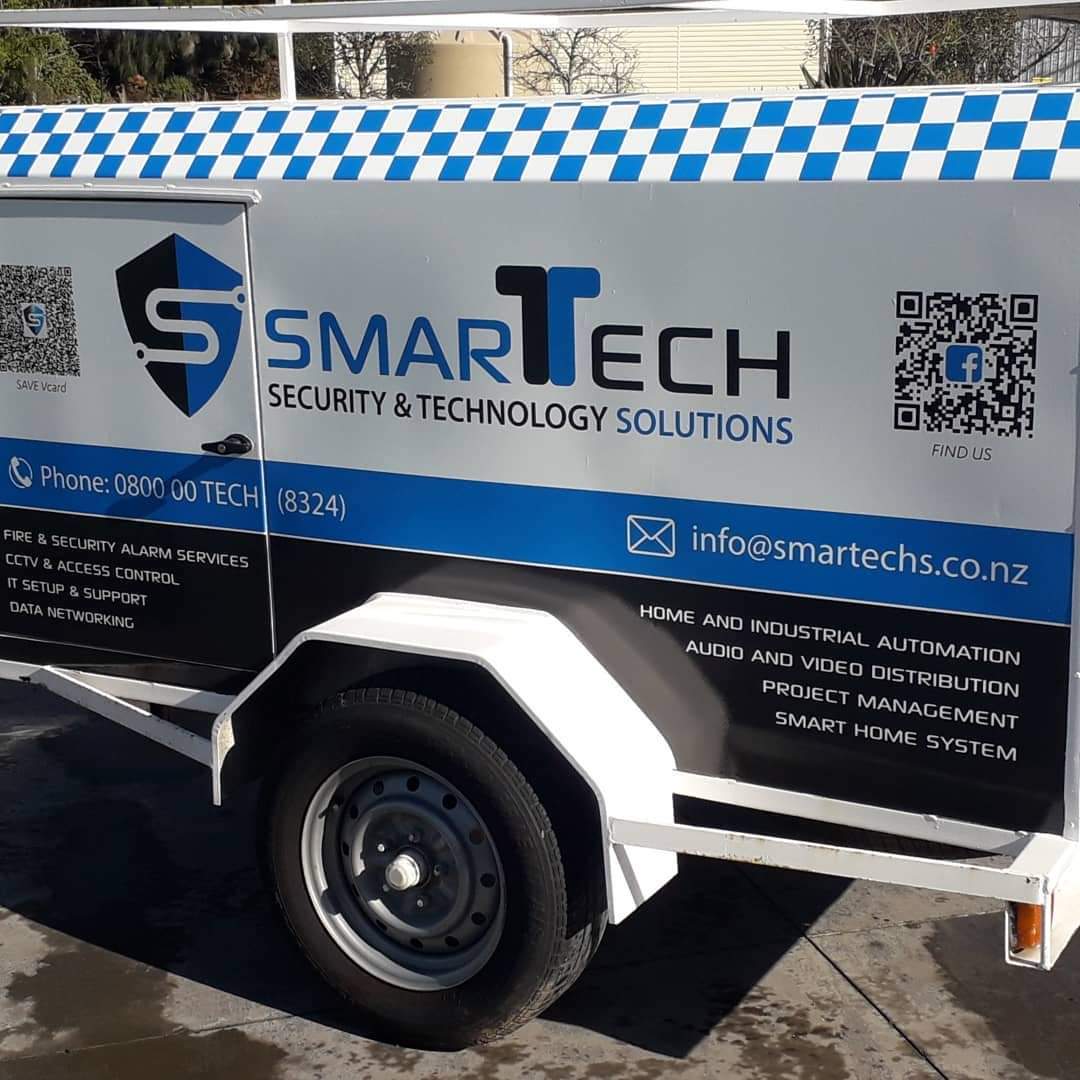 SMARTECH
SECURITY & TECHNOLOGY SOLUTIONS
SAVE Vcard
FIND US
Phone: 0800 00 TECH (8324)
info@smartechs.co.nz
FIRE & SECURITY ALARM SERVICES
CCTV & ACCESS CONTROL
IT SETUP & SUPPORT
DATA NETWORKING
HOME AND INDUSTRIAL AUTOMATION
AUDIO AND VIDEO DISTRIBUTION
PROJECT MANAGEMENT
SMART HOME SYSTEM